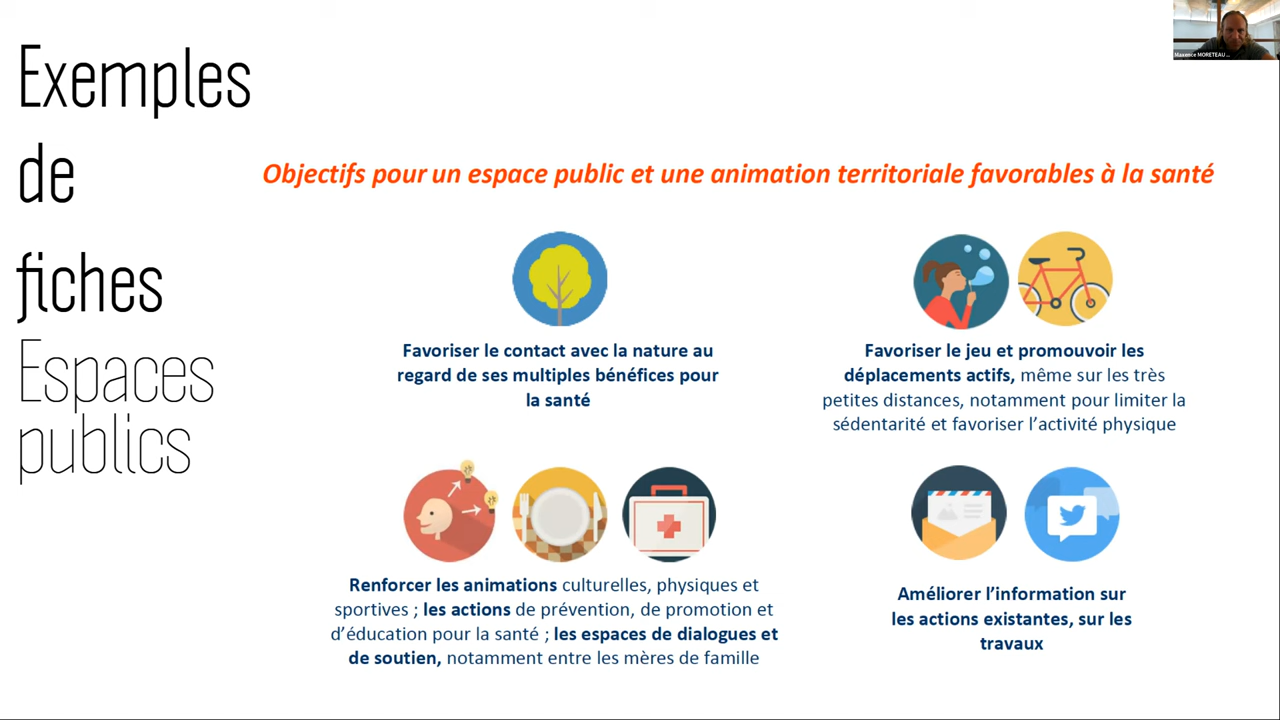 Exemples
de
fiches
Espaces
publics
Maxence MORETEAU...
Objectifs pour un espace public et une animation territoriale favorables à la santé
Favoriser le contact avec la nature au
regard de ses multiples bénéfices pour
la santé
Favoriser le jeu et promouvoir les
déplacements actifs, même sur les très
petites distances, notamment pour limiter la
sédentarité et favoriser l’activité physique
Renforcer les animations culturelles, physiques et
sportives ; les actions de prévention, de promotion et
d’éducation pour la santé ; les espaces de dialogues et
de soutien, notamment entre les mères de famille
Améliorer l’information sur
les actions existantes, sur les
travaux